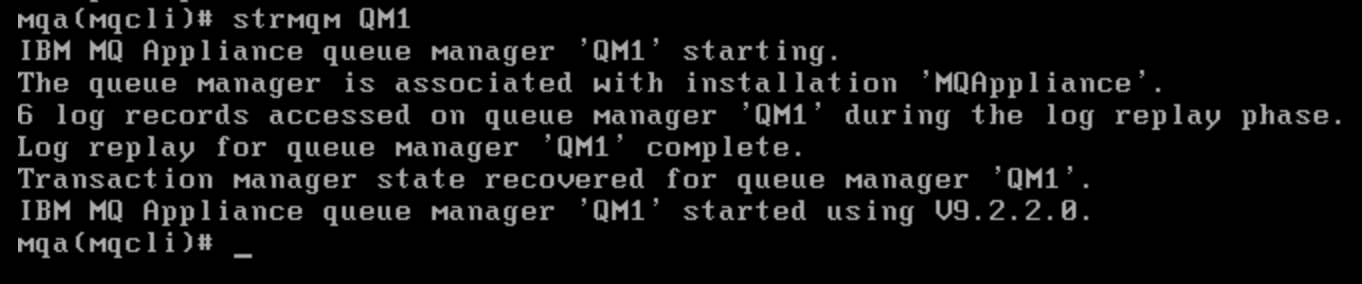 mqa(mqcli)# strmqm QM1
IBM MQ Appliance queue manager 'QM1' starting.
The queue manager is associated with installation 'MQAppliance'.
6 log records accessed on queue manager 'QM1' during the log replay phase.
Log replay for queue manager 'QM1' complete.
Transaction manager state recovered for queue manager 'QM1'.
IBM MQ Appliance queue manager 'QM1' started using V9.2.2.0.
mqa(mqcli)# _